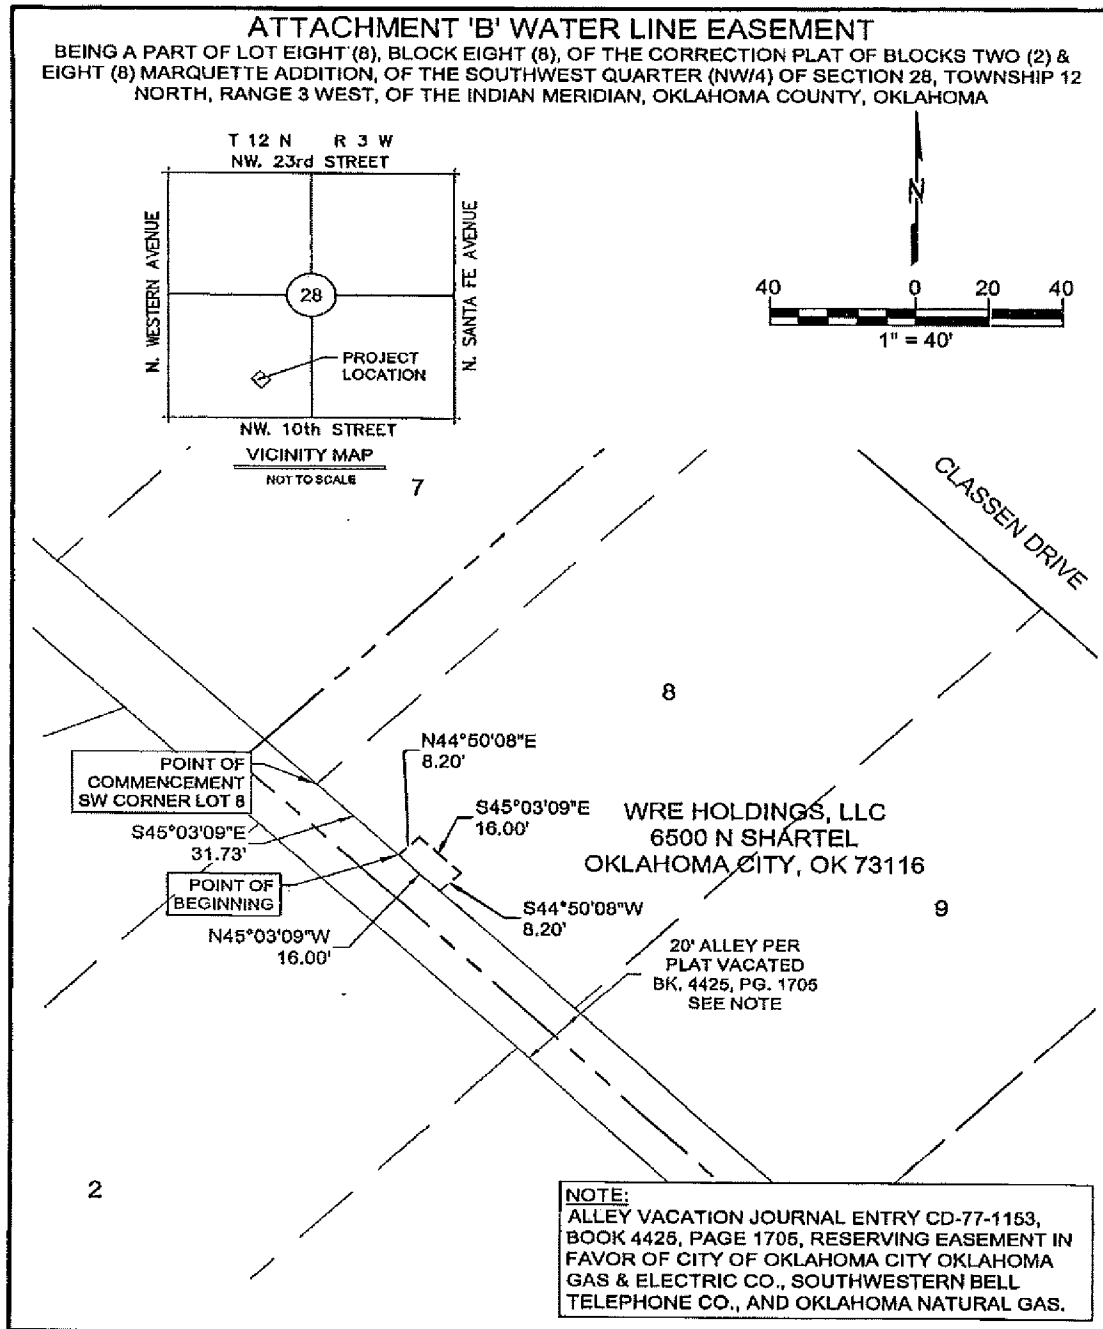 ATTACHMENT 'B' WATER LINE EASEMENT
BEING A PART OF LOT EIGHT (8), BLOCK EIGHT (8), OF THE CORRECTION PLAT OF BLOCKS TWO (2) &
EIGHT (8) MARQUETTE ADDITION, OF THE SOUTHWEST QUARTER (NW/4) OF SECTION 28, TOWNSHIP 12
NORTH, RANGE 3 WEST, OF THE INDIAN MERIDIAN, OKLAHOMA COUNTY, OKLAHOMA
T 12 N R 3 W
NW. 23rd STREET
N. WESTERN AVENUE
N. SANTA FE AVENUE
28
PROJECT
LOCATION
NW. 10th STREET
VICINITY MAP
NOT TO SCALE
N
40 0 20 40
1" = 40'
7
CLASSEN DRIVE
8
N44°50'08"E
8.20'
POINT OF
COMMENCEMENT
SW CORNER LOT 8
S45°03'09"E
16.00'
WRE HOLDINGS, LLC
6500 N SHARTEL
OKLAHOMA CITY, OK 73116
S45°03'09"E
31.73'
POINT OF
BEGINNING
S44°50'08"W
8.20'
9
N45°03'09"W
16.00'
20' ALLEY PER
PLAT VACATED
BK. 4425, PG. 1705
SEE NOTE
2
NOTE:
ALLEY VACATION JOURNAL ENTRY CD-77-1153,
BOOK 4425, PAGE 1705, RESERVING EASEMENT IN
FAVOR OF CITY OF OKLAHOMA CITY OKLAHOMA
GAS & ELECTRIC CO., SOUTHWESTERN BELL
TELEPHONE CO., AND OKLAHOMA NATURAL GAS.